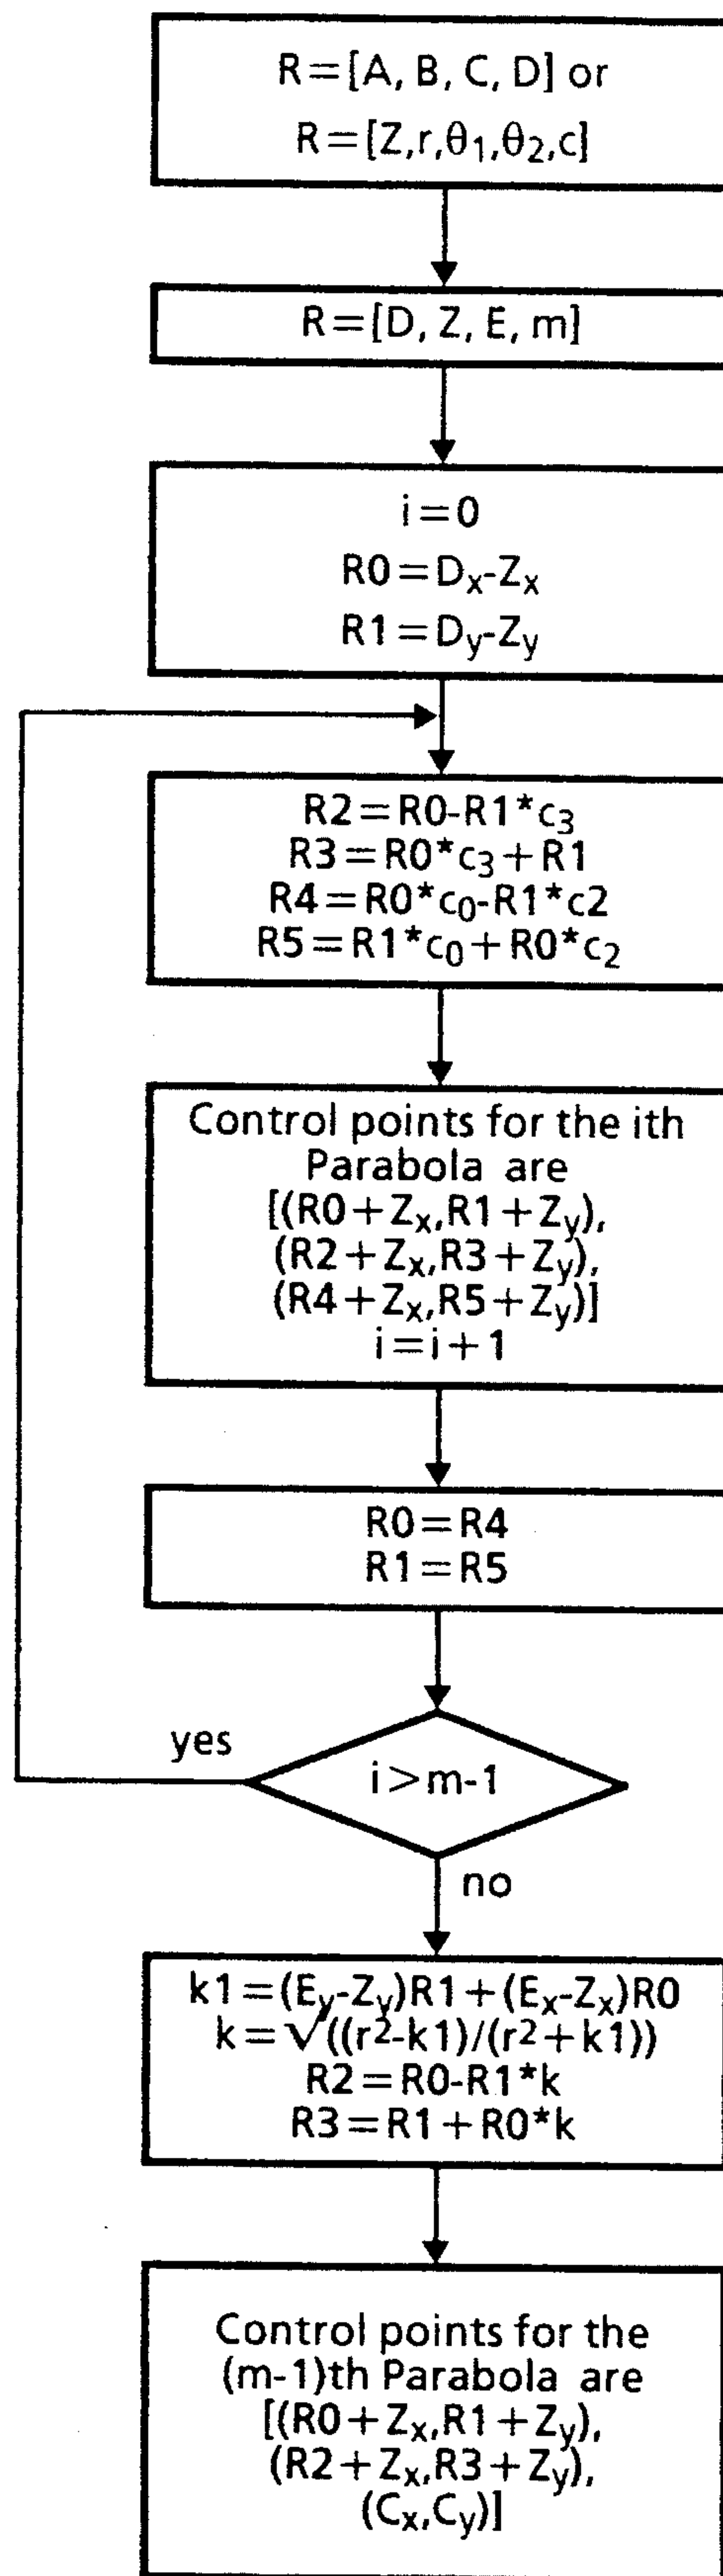 R=[A, B, C, D] or
R=[Z,r,θ₁,θ₂,c]
R=[D, Z, E, m]
i=0
R0=Dₓ-Zₓ
R1=Dy-Zy
R2=R0-R1*c₃
R3=R0*c₃+R1
R4=R0*c₀-R1*c2
R5=R1*c₀+R0*c₂
Control points for the ith
Parabola are
[(R0+Zₓ,R1+Zy),
(R2+Zₓ,R3+Zy),
(R4+Zₓ,R5+Zy)]
i=i+1
R0=R4
R1=R5
yes
i>m-1
no
k1=(Ey-Zy)R1+(Eₓ-Zₓ)R0
k=√((r²-k1)/(r²+k1))
R2=R0-R1*k
R3=R1+R0*k
Control points for the
(m-1)th Parabola are
[(R0+Zₓ,R1+Zy),
(R2+Zₓ,R3+Zy),
(Cₓ,Cy)]